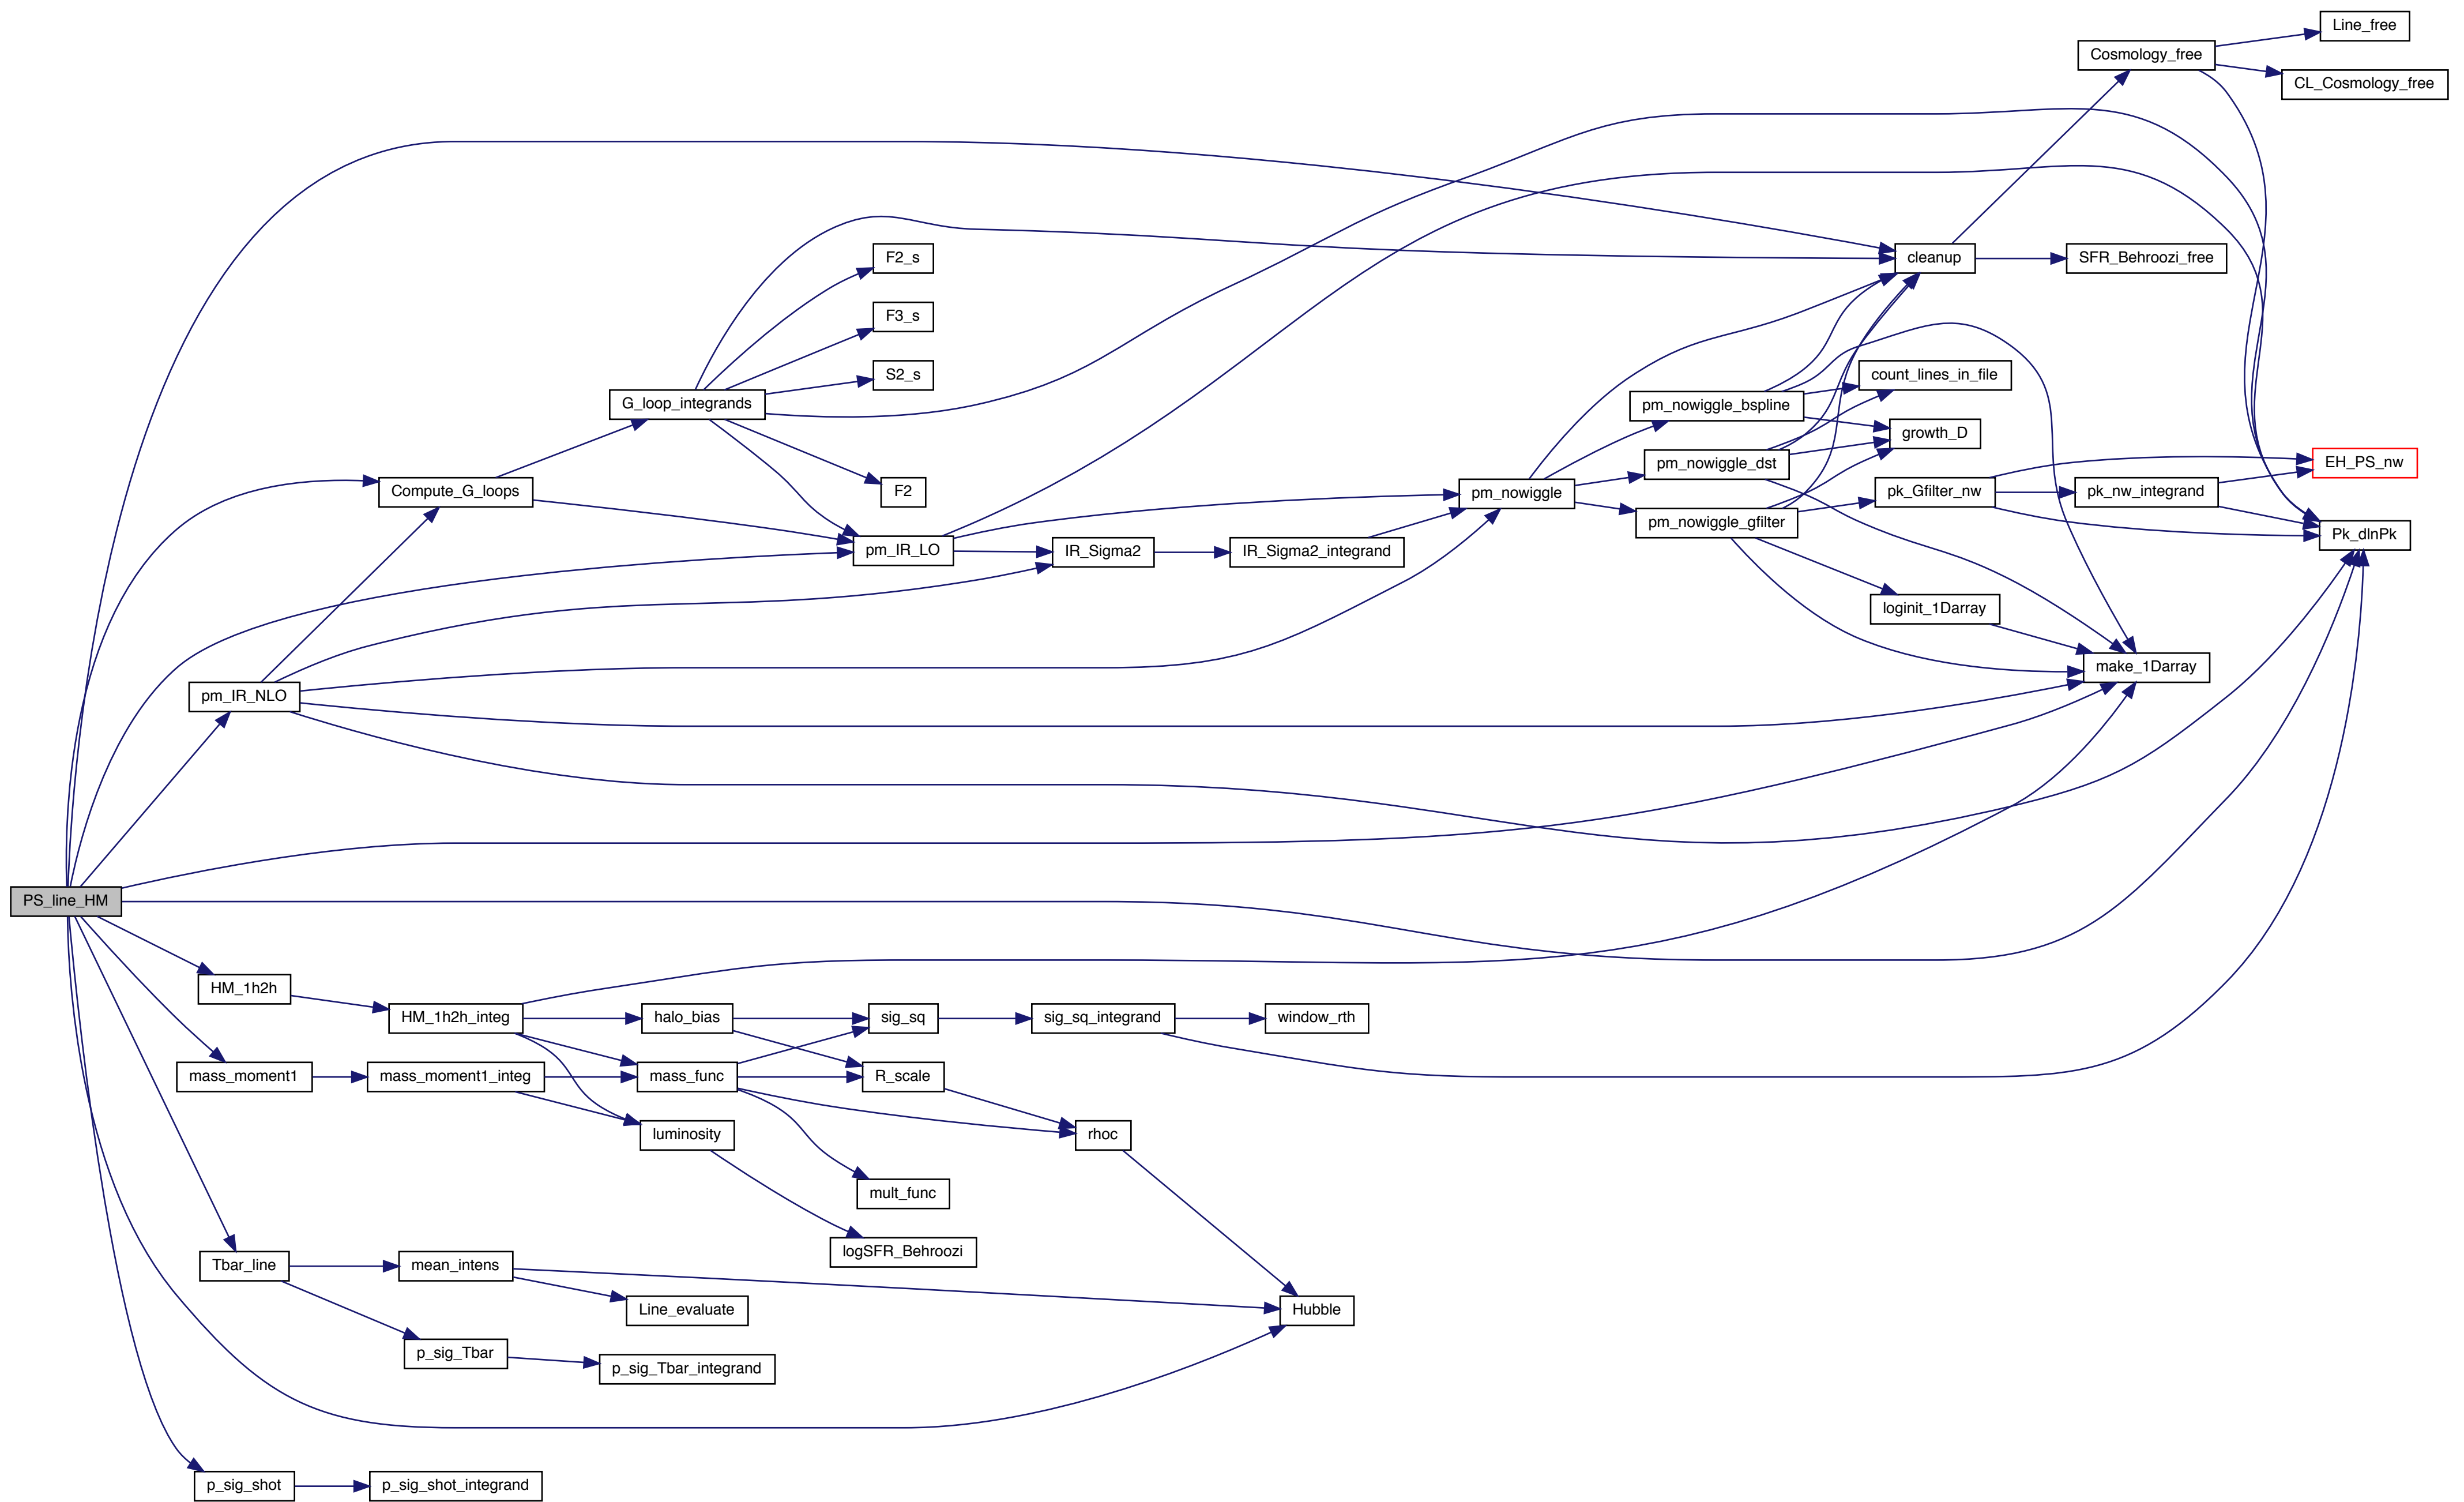 Line_free
Cosmology_free
CL_Cosmology_free
F2_s
cleanup
SFR_Behroozi_free
F3_s
S2_s
count_lines_in_file
G_loop_integrands
pm_nowiggle_bspline
growth_D
pm_nowiggle_dst
EH_PS_nw
Compute_G_loops
F2
pm_nowiggle
pk_Gfilter_nw
pk_nw_integrand
pm_nowiggle_gfilter
Pk_dlnPk
pm_IR_LO
IR_Sigma2
IR_Sigma2_integrand
loginit_1Darray
make_1Darray
pm_IR_NLO
PS_line_HM
HM_1h2h
HM_1h2h_integ
halo_bias
sig_sq
sig_sq_integrand
window_rth
mass_moment1
mass_moment1_integ
mass_func
R_scale
luminosity
rhoc
mult_func
logSFR_Behroozi
Tbar_line
mean_intens
Line_evaluate
Hubble
p_sig_Tbar
p_sig_Tbar_integrand
p_sig_shot
p_sig_shot_integrand